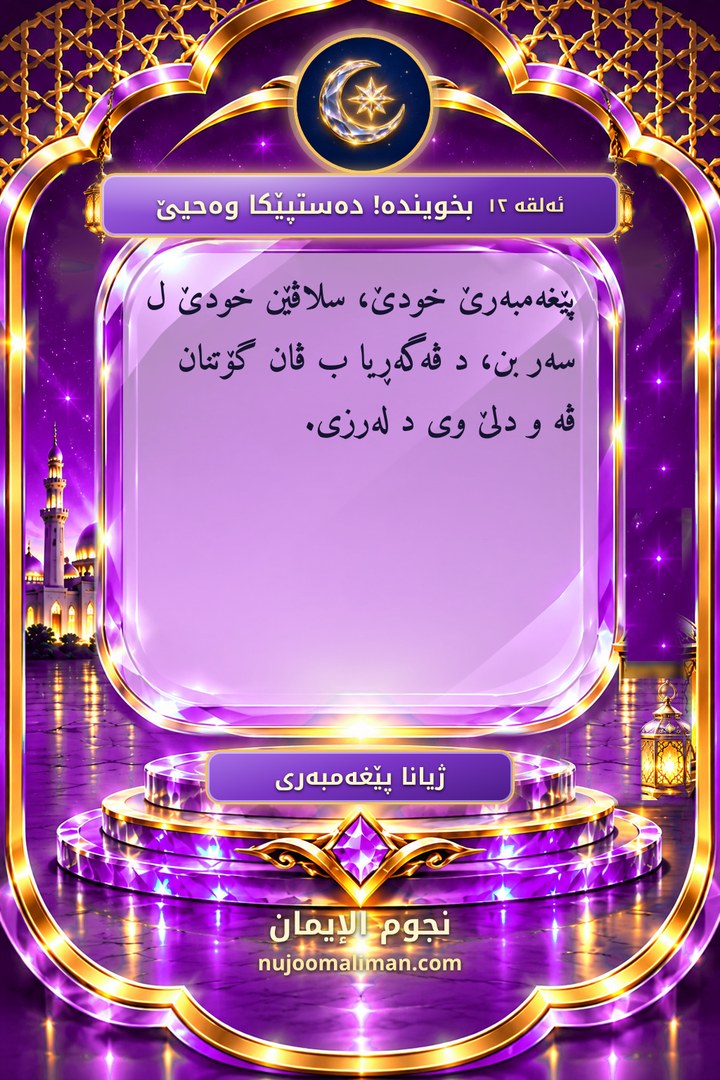 ئەلقە ١٢ بخویندە! دەستپێکا وەحیێ
پێغەمبەرێ خودێ، سلاڤێن خودێ ل
سەر بن، د ڤەگەڕیا ب ڤان گۆتنان
ڤە و دلێ وی د لەرزی.
ژیانا پێغەمبەری
نجوم الإيمان
nujoomaliman.com